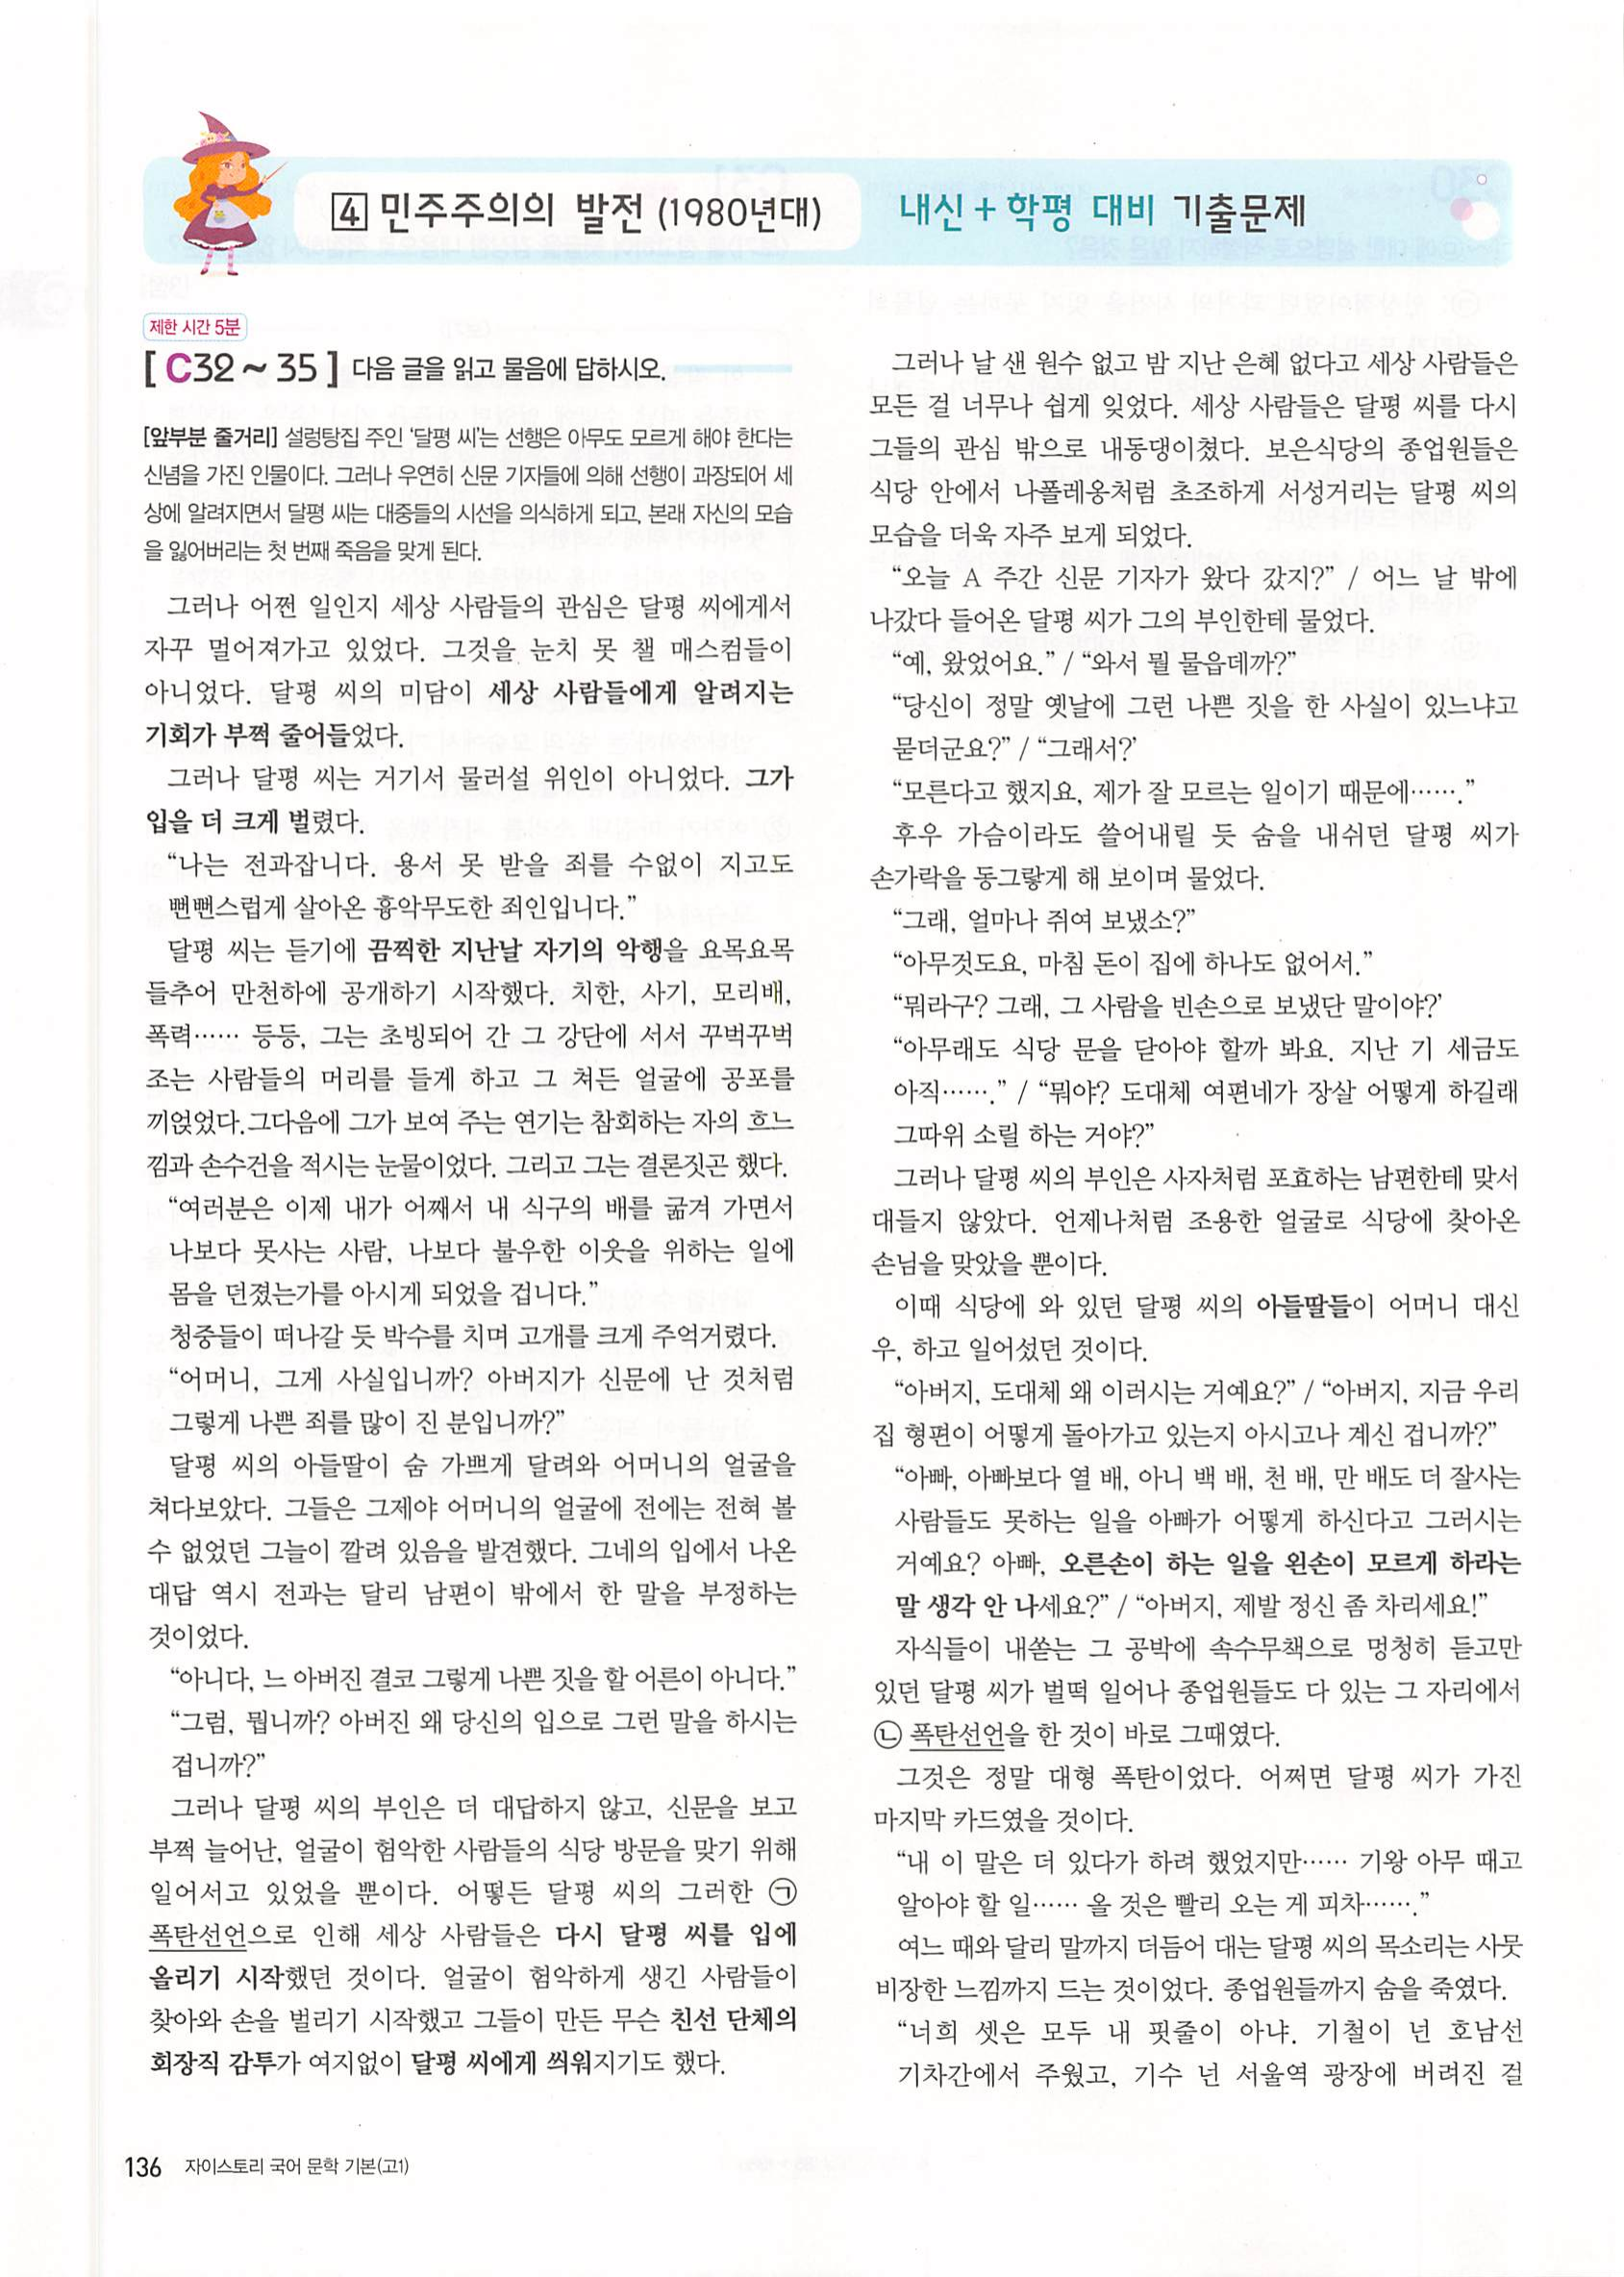 4 민주주의의 발전 (1980년대)
내신 + 학평 대비 기출문제
제한 시간 5분
[ C32 ~ 35 ] 다음 글을 읽고 물음에 답하시오.
[앞부분 줄거리] 설렁탕집 주인 ‘달평 씨’는 선행은 아무도 모르게 해야 한다는
신념을 가진 인물이다. 그러나 우연히 신문 기자들에 의해 선행이 과장되어 세
상에 알려지면서 달평 씨는 대중들의 시선을 의식하게 되고, 본래 자신의 모습
을 잃어버리는 첫 번째 죽음을 맞게 된다.
그러나 어쩐 일인지 세상 사람들의 관심은 달평 씨에게서
자꾸 멀어져가고 있었다. 그것을 눈치 못 챌 매스컴들이
아니었다. 달평 씨의 미담이 세상 사람들에게 알려지는
기회가 부쩍 줄어들었다.
그러나 달평 씨는 거기서 물러설 위인이 아니었다. 그가
입을 더 크게 벌렸다.
“나는 전과잡니다. 용서 못 받을 죄를 수없이 지고도
뻔뻔스럽게 살아온 흉악무도한 죄인입니다.”
달평 씨는 듣기에 끔찍한 지난날 자기의 악행을 요목요목
들추어 만천하에 공개하기 시작했다. 치한, 사기, 모리배,
폭력…… 등등, 그는 초빙되어 간 그 강단에 서서 꾸벅꾸벅
조는 사람들의 머리를 들게 하고 그 쳐든 얼굴에 공포를
끼얹었다.그다음에 그가 보여 주는 연기는 참회하는 자의 흐느
낌과 손수건을 적시는 눈물이었다. 그리고 그는 결론짓곤 했다.
“여러분은 이제 내가 어째서 내 식구의 배를 굶겨 가면서
나보다 못사는 사람, 나보다 불우한 이웃을 위하는 일에
몸을 던졌는가를 아시게 되었을 겁니다.”
청중들이 떠나갈 듯 박수를 치며 고개를 크게 주억거렸다.
“어머니, 그게 사실입니까? 아버지가 신문에 난 것처럼
그렇게 나쁜 죄를 많이 진 분입니까?”
달평 씨의 아들딸이 숨 가쁘게 달려와 어머니의 얼굴을
쳐다보았다. 그들은 그제야 어머니의 얼굴에 전에는 전혀 볼
수 없었던 그늘이 깔려 있음을 발견했다. 그네의 입에서 나온
대답 역시 전과는 달리 남편이 밖에서 한 말을 부정하는
것이었다.
“아니다, 느 아버진 결코 그렇게 나쁜 짓을 할 어른이 아니다.”
“그럼, 뭡니까? 아버진 왜 당신의 입으로 그런 말을 하시는
겁니까?”
그러나 달평 씨의 부인은 더 대답하지 않고, 신문을 보고
부쩍 늘어난, 얼굴이 험악한 사람들의 식당 방문을 맞기 위해
일어서고 있었을 뿐이다. 어떻든 달평 씨의 그러한 ㉠
폭탄선언으로 인해 세상 사람들은 다시 달평 씨를 입에
올리기 시작했던 것이다. 얼굴이 험악하게 생긴 사람들이
찾아와 손을 벌리기 시작했고 그들이 만든 무슨 친선 단체의
회장직 감투가 여지없이 달평 씨에게 씌워지기도 했다.
그러나 날 샌 원수 없고 밤 지난 은혜 없다고 세상 사람들은
모든 걸 너무나 쉽게 잊었다. 세상 사람들은 달평 씨를 다시
그들의 관심 밖으로 내동댕이쳤다. 보은식당의 종업원들은
식당 안에서 나폴레옹처럼 초조하게 서성거리는 달평 씨의
모습을 더욱 자주 보게 되었다.
“오늘 A 주간 신문 기자가 왔다 갔지?” / 어느 날 밖에
나갔다 들어온 달평 씨가 그의 부인한테 물었다.
“예, 왔었어요.” / “와서 뭘 물읍데까?”
“당신이 정말 옛날에 그런 나쁜 짓을 한 사실이 있느냐고
묻더군요?” / “그래서?”
“모른다고 했지요, 제가 잘 모르는 일이기 때문에…….”
후우 가슴이라도 쓸어내릴 듯 숨을 내쉬던 달평 씨가
손가락을 동그랗게 해 보이며 물었다.
“그래, 얼마나 쥐여 보냈소?”
“아무것도요, 마침 돈이 집에 하나도 없어서.”
“뭐라구? 그래, 그 사람을 빈손으로 보냈단 말이야?”
“아무래도 식당 문을 닫아야 할까 봐요. 지난 기 세금도
아직…….” / “뭐야? 도대체 여편네가 장살 어떻게 하길래
그따위 소릴 하는 거야?”
그러나 달평 씨의 부인은 사자처럼 포효하는 남편한테 맞서
대들지 않았다. 언제나처럼 조용한 얼굴로 식당에 찾아온
손님을 맞았을 뿐이다.
이때 식당에 와 있던 달평 씨의 아들딸들이 어머니 대신
우, 하고 일어섰던 것이다.
“아버지, 도대체 왜 이러시는 거예요?” / “아버지, 지금 우리
집 형편이 어떻게 돌아가고 있는지 아시고나 계신 겁니까?”
“아빠, 아빠보다 열 배, 아니 백 배, 천 배, 만 배도 더 잘사는
사람들도 못하는 일을 아빠가 어떻게 하신다고 그러시는
거예요? 아빠, 오른손이 하는 일을 왼손이 모르게 하라는
말 생각 안 나세요?” / “아버지, 제발 정신 좀 차리세요!”
자식들이 내쏟는 그 공박에 속수무책으로 멍청히 듣고만
있던 달평 씨가 벌떡 일어나 종업원들도 다 있는 그 자리에서
㉡ 폭탄선언을 한 것이 바로 그때였다.
그것은 정말 대형 폭탄이었다. 어쩌면 달평 씨가 가진
마지막 카드였을 것이다.
“내 이 말은 더 있다가 하려 했었지만…… 기왕 아무 때고
알아야 할 일…… 올 것은 빨리 오는 게 피차…….”
여느 때와 달리 말까지 더듬어 대는 달평 씨의 목소리는 사뭇
비장한 느낌까지 드는 것이었다. 종업원들까지 숨을 죽였다.
“너희 셋은 모두 내 핏줄이 아냐. 기철이 넌 호남선
기차간에서 주웠고, 기수 넌 서울역 광장에 버려진 걸
136 자이스토리 국어 문학 기본(고1)